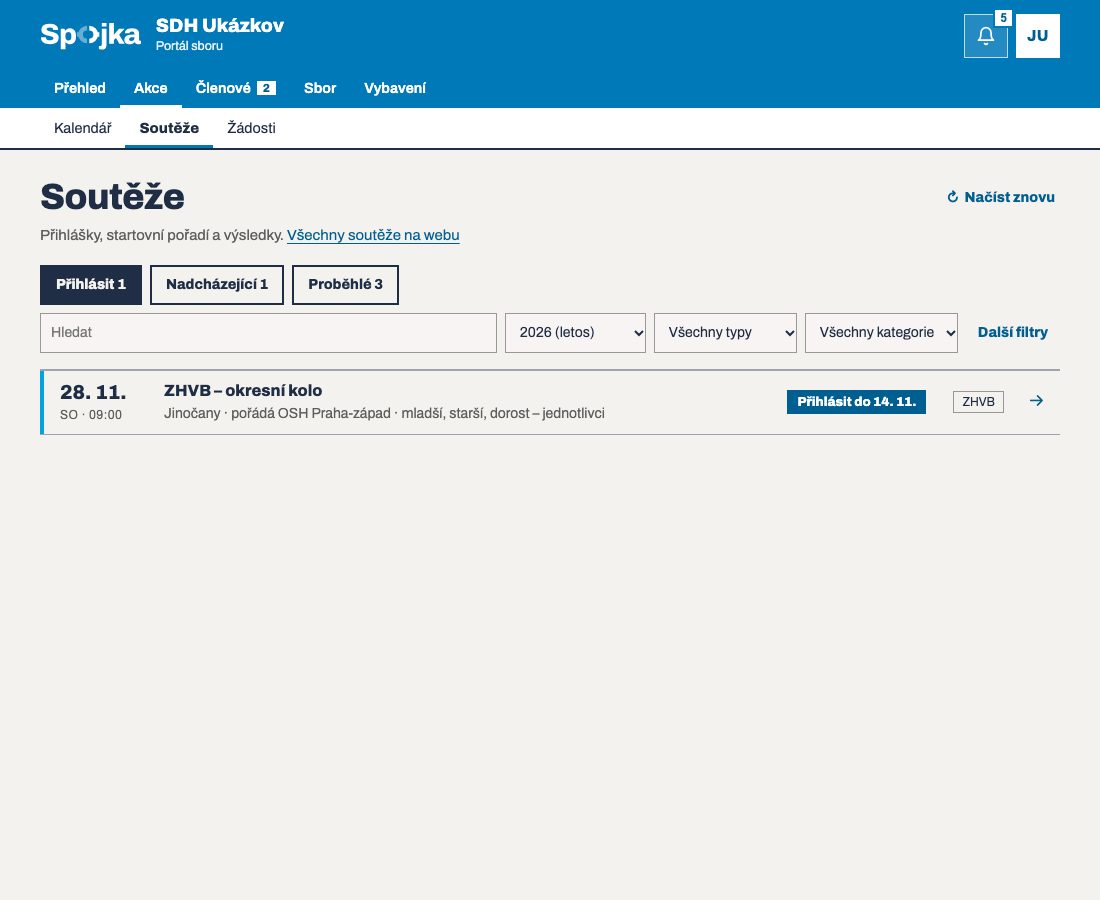 Spojka
SDH Ukázkov
Portál sboru
5
JU
Přehled Akce Členové 2 Sbor Vybavení
Kalendář Soutěže Žádosti
Soutěže
Načíst znovu
Přihlášky, startovní pořadí a výsledky. Všechny soutěže na webu
Přihlásit 1 Nadcházející 1 Proběhlé 3
Hledat 2026 (letos) Všechny typy Všechny kategorie Další filtry
28. 11. ZHVB – okresní kolo
SO · 09:00 Jinočany · pořádá OSH Praha-západ · mladší, starší, dorost – jednotlivci
Přihlásit do 14. 11. ZHVB